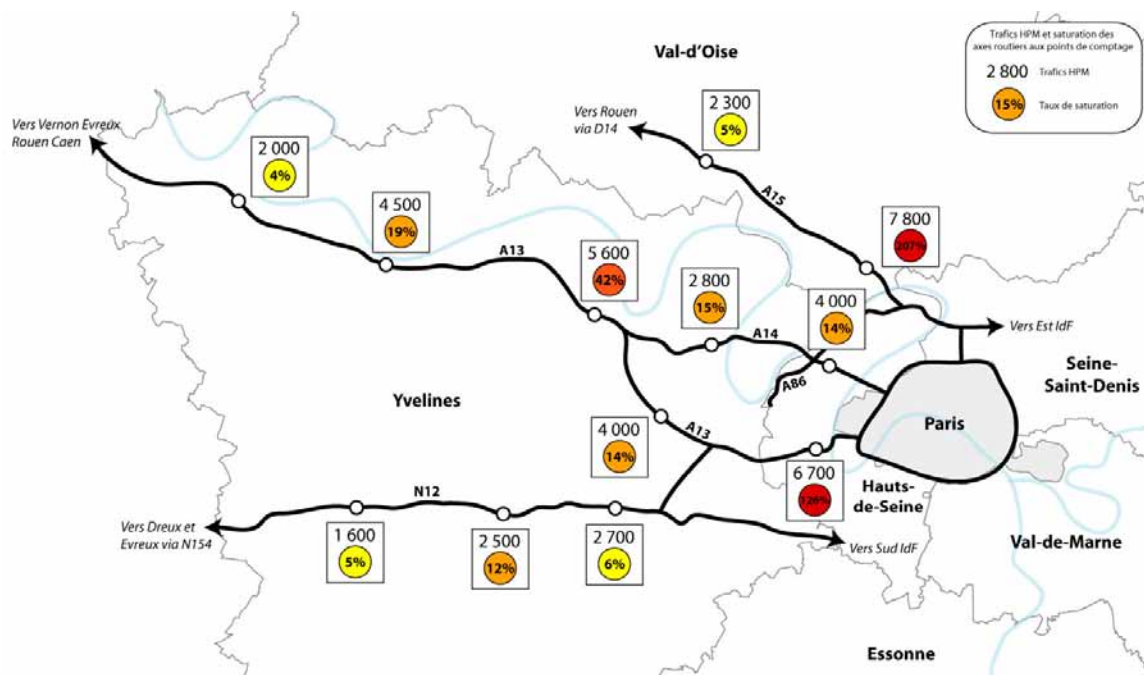 Val-d'Oise
Trafics HPM et saturation des
axes routiers aux points de comptage
2 800
Trafics HPM
15%
Taux de saturation
Vers Rouen
via D14
2 300
5%
Vers Vernon Evreux
Rouen Caen
2 000
4%
A15
4 500
19%
7 800
207%
A13
5 600
42%
2 800
15%
4 000
14%
A14
Vers Est IdF
A86
Seine-
Saint-Denis
Yvelines
Paris
4 000
14%
A13
6 700
126%
Hauts-
de-Seine
N12
Vers Dreux et
Evreux via N154
1 600
5%
2 500
12%
2 700
6%
Vers Sud IdF
Val-de-Marne
Essonne